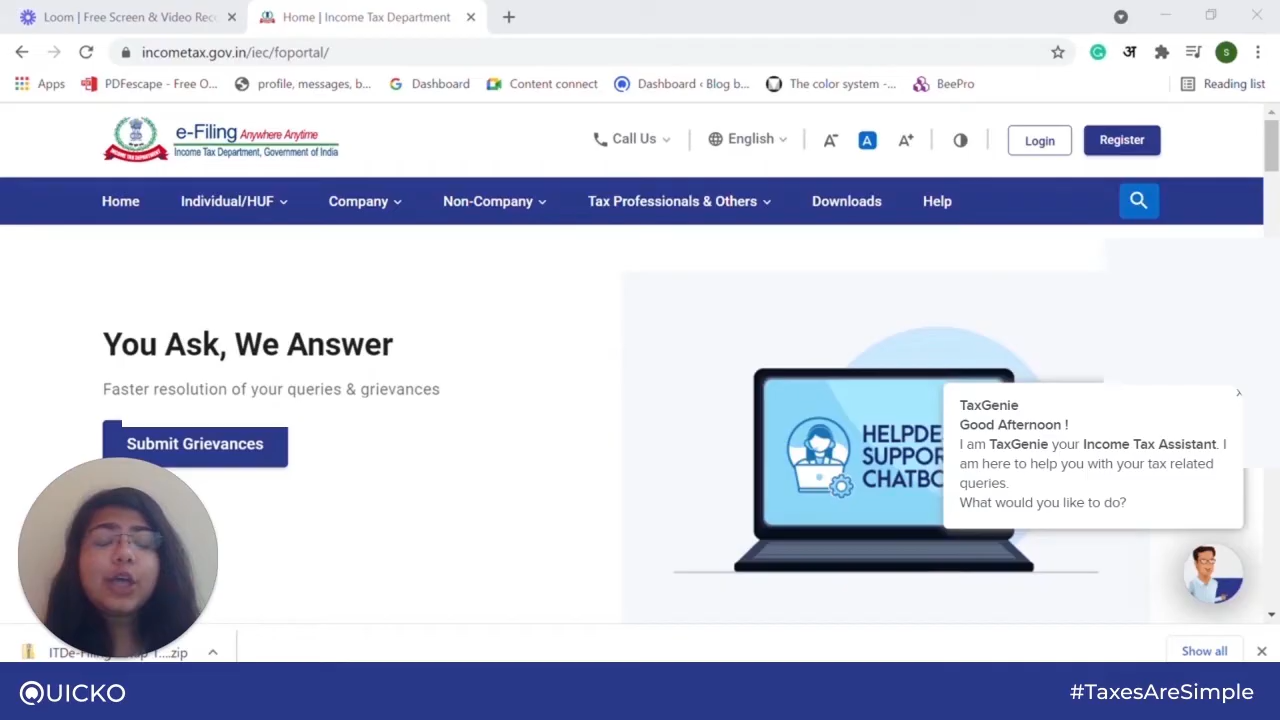 Loom | Free Screen & Video Rec
Home | Income Tax Department
incometax.gov.in/iec/foportal/
अ
S
Apps
PDFescape - Free O...
profile, messages, b...
Dashboard
Content connect
Dashboard ‹ Blog b...
The color system -...
BeePro
Reading list
e-Filing Anywhere Anytime
Income Tax Department, Government of India
INCOME TAX DEPARTMENT
Call Us
English
A-
A
A+
Login
Register
Home
Individual/HUF
Company
Non-Company
Tax Professionals & Others
Downloads
Help
You Ask, We Answer
Faster resolution of your queries & grievances
Submit Grievances
HELPDE
SUPPOR
CHATBO
TaxGenie
Good Afternoon !
I am TaxGenie your Income Tax Assistant. I
am here to help you with your tax related
queries.
What would you like to do?
T....zip
Show all
QUICKO
#TaxesAreSimple